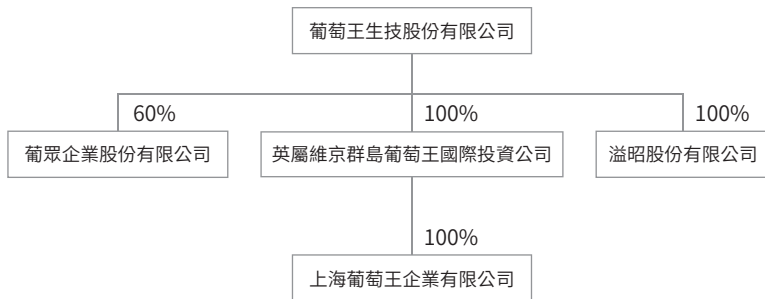 葡萄王生技股份有限公司
60%
100%
100%
葡眾企業股份有限公司
英屬維京群島葡萄王國際投資公司
溢昭股份有限公司
100%
上海葡萄王企業有限公司